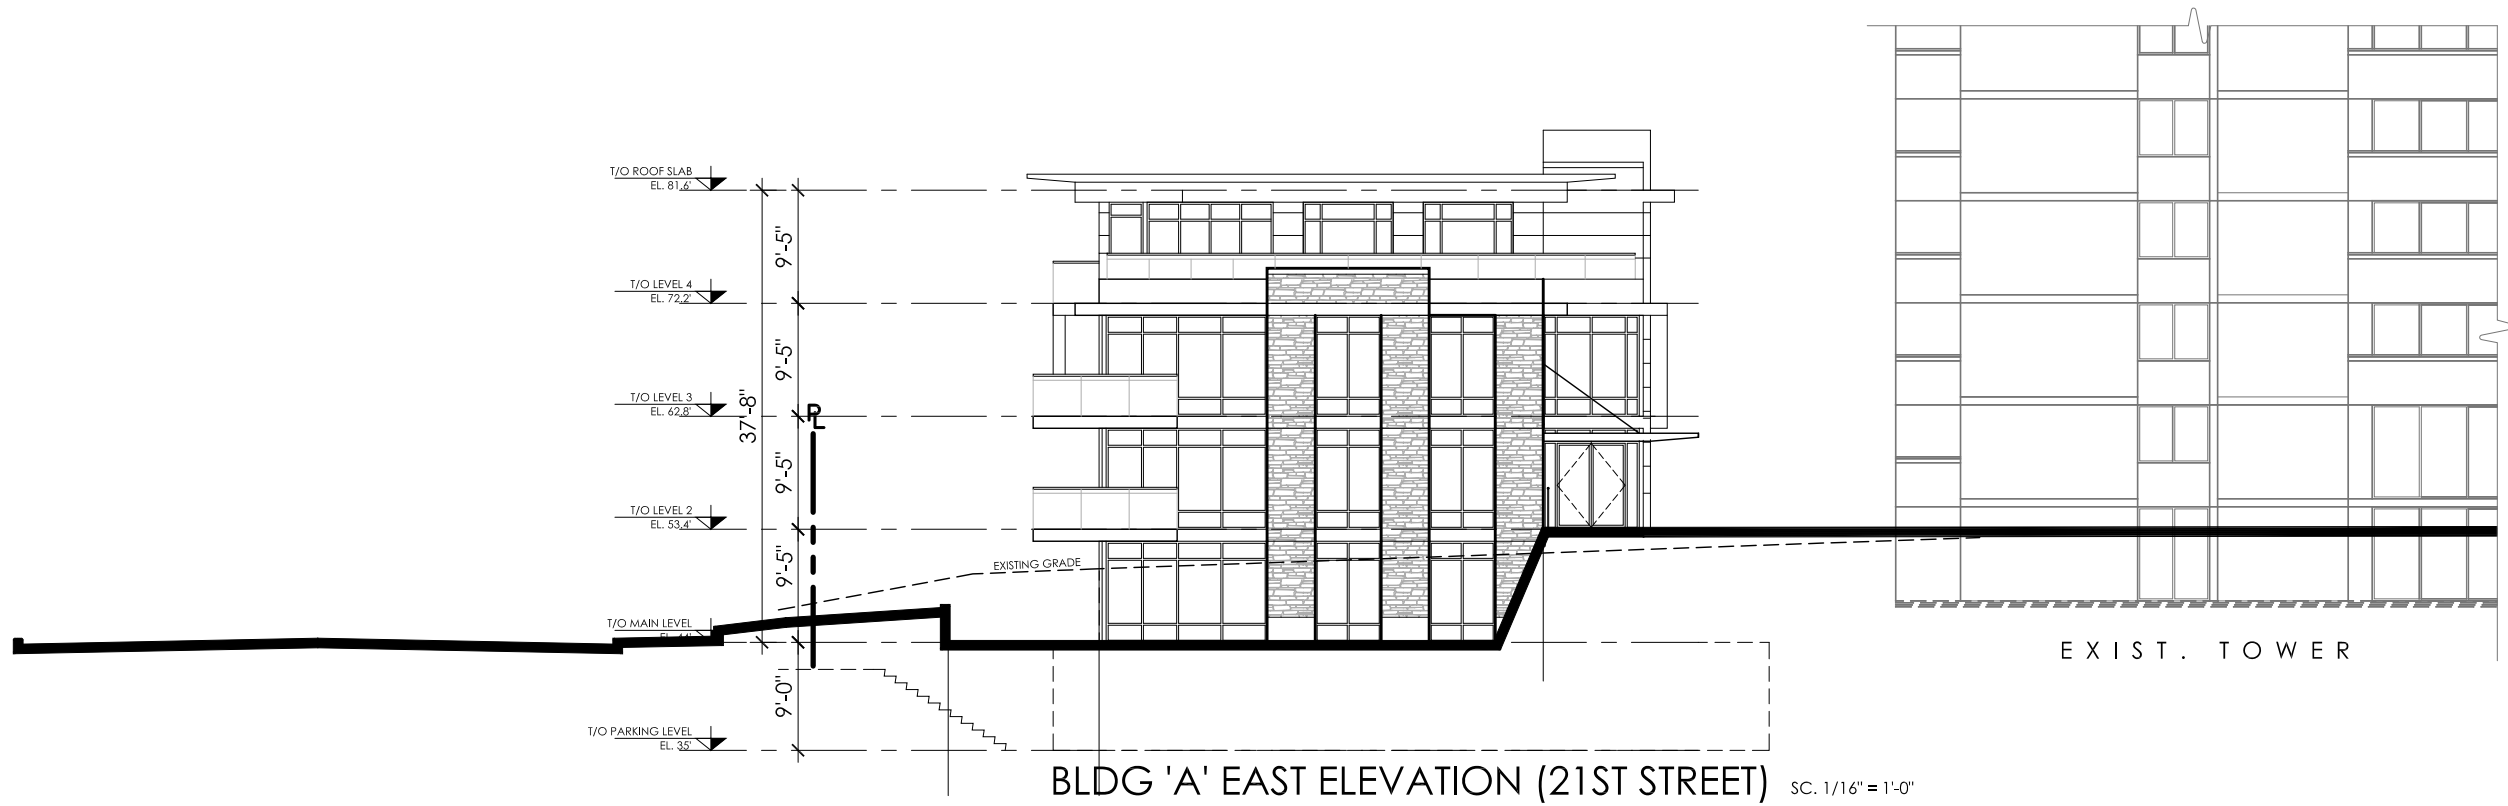 T/O ROOF SLAB
EL. 81.6'
9'-5"
T/O LEVEL 4
EL. 72.2'
9'-5"
T/O LEVEL 3
EL. 62.8'
37'-8"
PL
9'-5"
T/O LEVEL 2
EL. 53.4'
9'-5"
EXISTING GRADE
T/O MAIN LEVEL
EL. 44'
9'-0"
T/O PARKING LEVEL
EL. 35'
EXIST. TOWER
BLDG 'A' EAST ELEVATION (21ST STREET) SC. 1/16" = 1'-0"